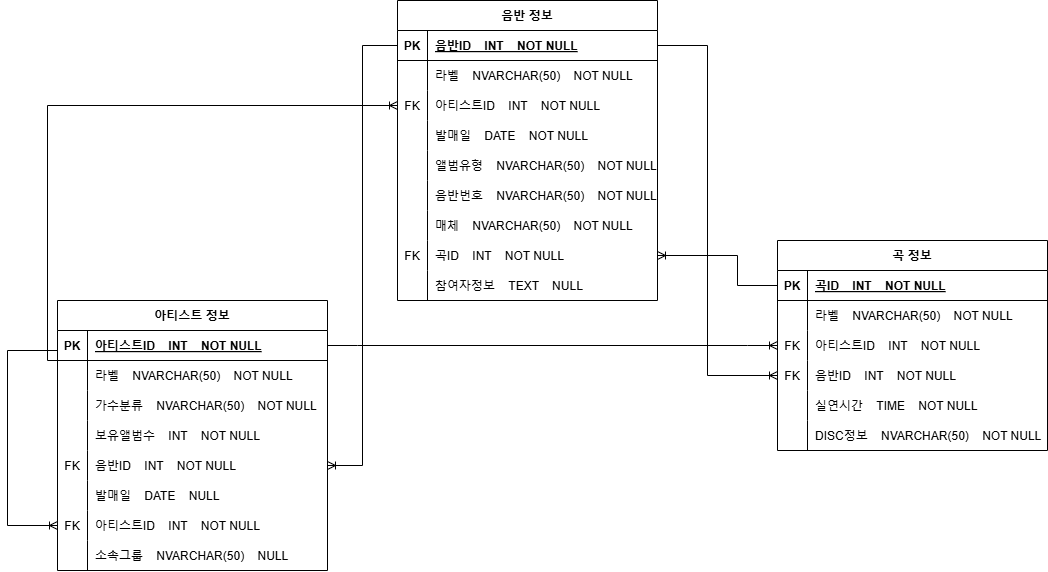 음반 정보
PK 음반ID INT NOT NULL
라벨 NVARCHAR(50) NOT NULL
FK 아티스트ID INT NOT NULL
발매일 DATE NOT NULL
앨범유형 NVARCHAR(50) NOT NULL
음반번호 NVARCHAR(50) NOT NULL
매체 NVARCHAR(50) NOT NULL
FK 곡ID INT NOT NULL
참여자정보 TEXT NULL
곡 정보
PK 곡ID INT NOT NULL
라벨 NVARCHAR(50) NOT NULL
FK 아티스트ID INT NOT NULL
FK 음반ID INT NOT NULL
실연시간 TIME NOT NULL
DISC정보 NVARCHAR(50) NOT NULL
아티스트 정보
PK 아티스트ID INT NOT NULL
라벨 NVARCHAR(50) NOT NULL
가수분류 NVARCHAR(50) NOT NULL
보유앨범수 INT NOT NULL
FK 음반ID INT NOT NULL
발매일 DATE NULL
FK 아티스트ID INT NOT NULL
소속그룹 NVARCHAR(50) NULL